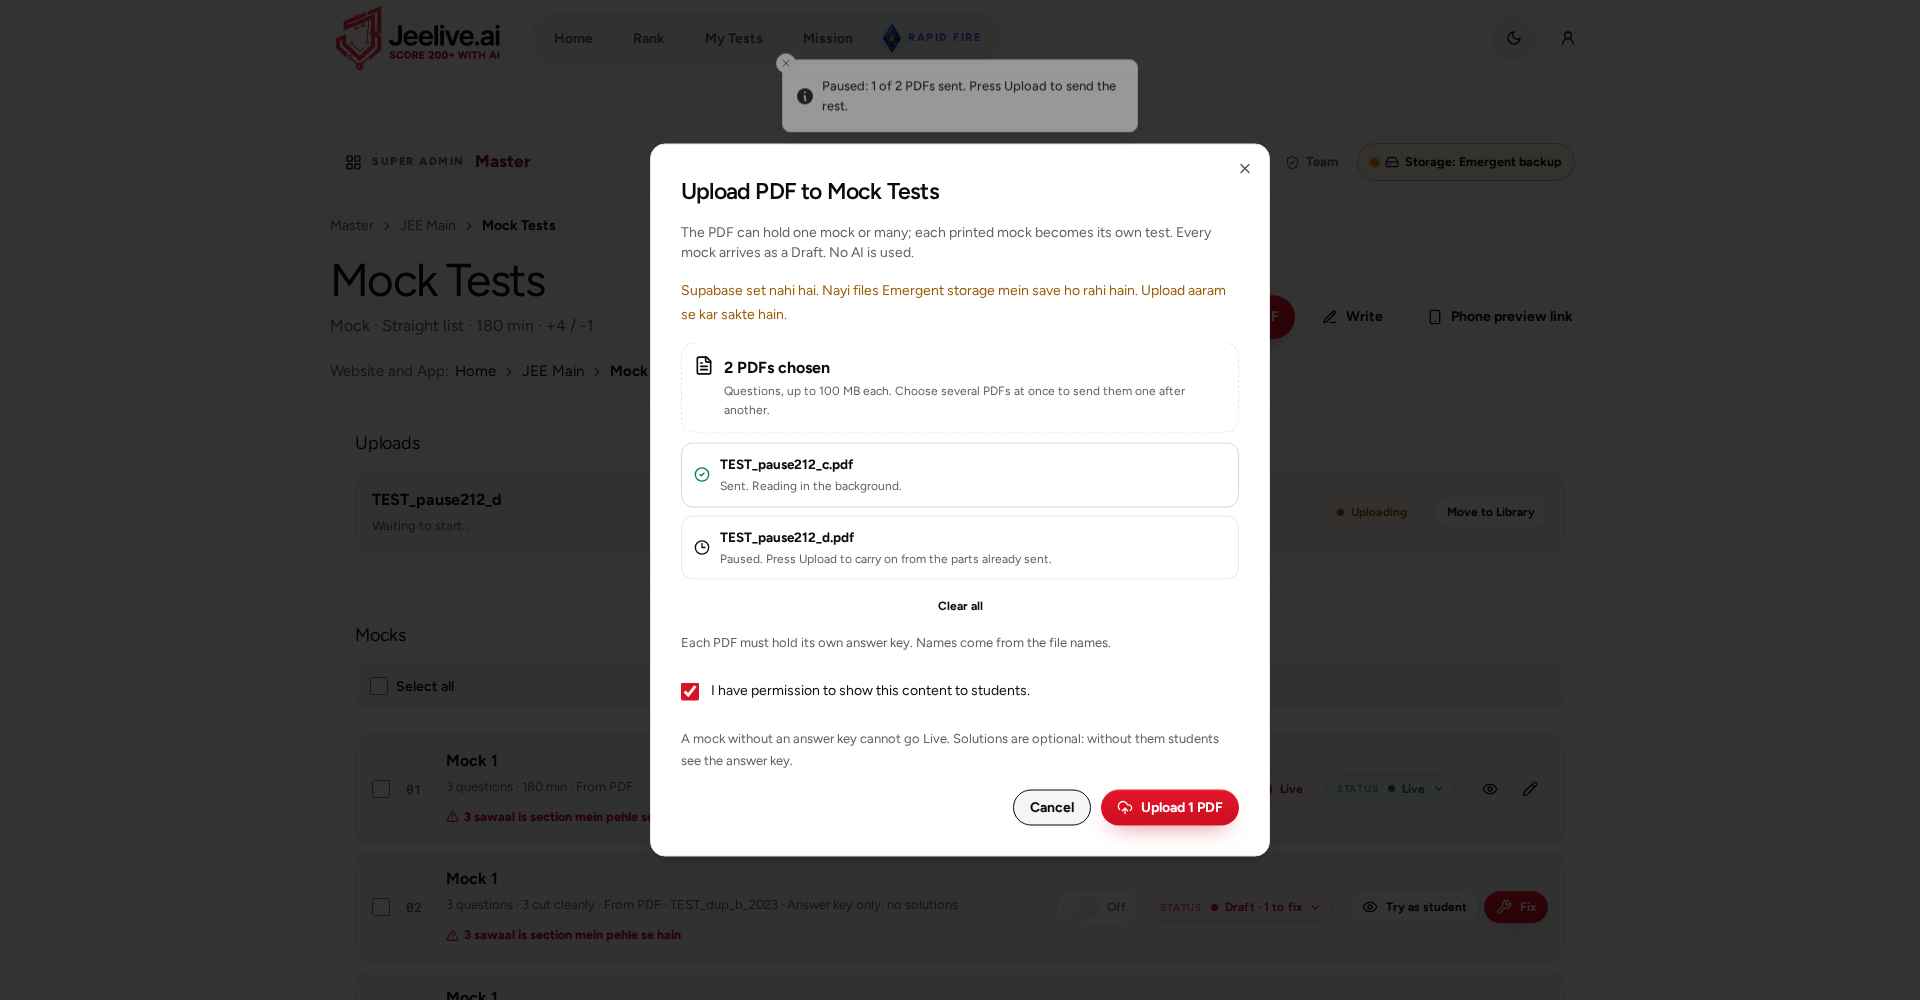 Jeelive.ai
SCORE 200+ WITH AI
Home
Rank
My Tests
Mission
RAPID FIRE
Paused: 1 of 2 PDFs sent. Press Upload to send the
rest.
SUPER ADMIN Master
Team
Storage: Emergent backup
Master > JEE Main > Mock Tests
Mock Tests
Mock · Straight list · 180 min · +4 / -1
F
Write
Phone preview link
Website and App: Home > JEE Main > Mock
Upload PDF to Mock Tests
The PDF can hold one mock or many; each printed mock becomes its own test. Every
mock arrives as a Draft. No AI is used.
Supabase set nahi hai. Nayi files Emergent storage mein save ho rahi hain. Upload aaram
se kar sakte hain.
2 PDFs chosen
Questions, up to 100 MB each. Choose several PDFs at once to send them one after
another.
TEST_pause212_c.pdf
Sent. Reading in the background.
TEST_pause212_d.pdf
Paused. Press Upload to carry on from the parts already sent.
Clear all
Each PDF must hold its own answer key. Names come from the file names.
I have permission to show this content to students.
A mock without an answer key cannot go Live. Solutions are optional: without them students
see the answer key.
Cancel
Upload 1 PDF
Uploads
TEST_pause212_d
Waiting to start...
Uploading
Move to Library
Mocks
Select all
01
Mock 1
3 questions · 180 min · From PDF
3 sawaal is section mein pehle se
Live
STATUS Live
02
Mock 1
3 questions · 3 cut cleanly · From PDF · TEST_dup_b_2023 · Answer key only, no solutions
3 sawaal is section mein pehle se hain
Off
STATUS Draft · 1 to fix
Try as student
Fix
Mock 1